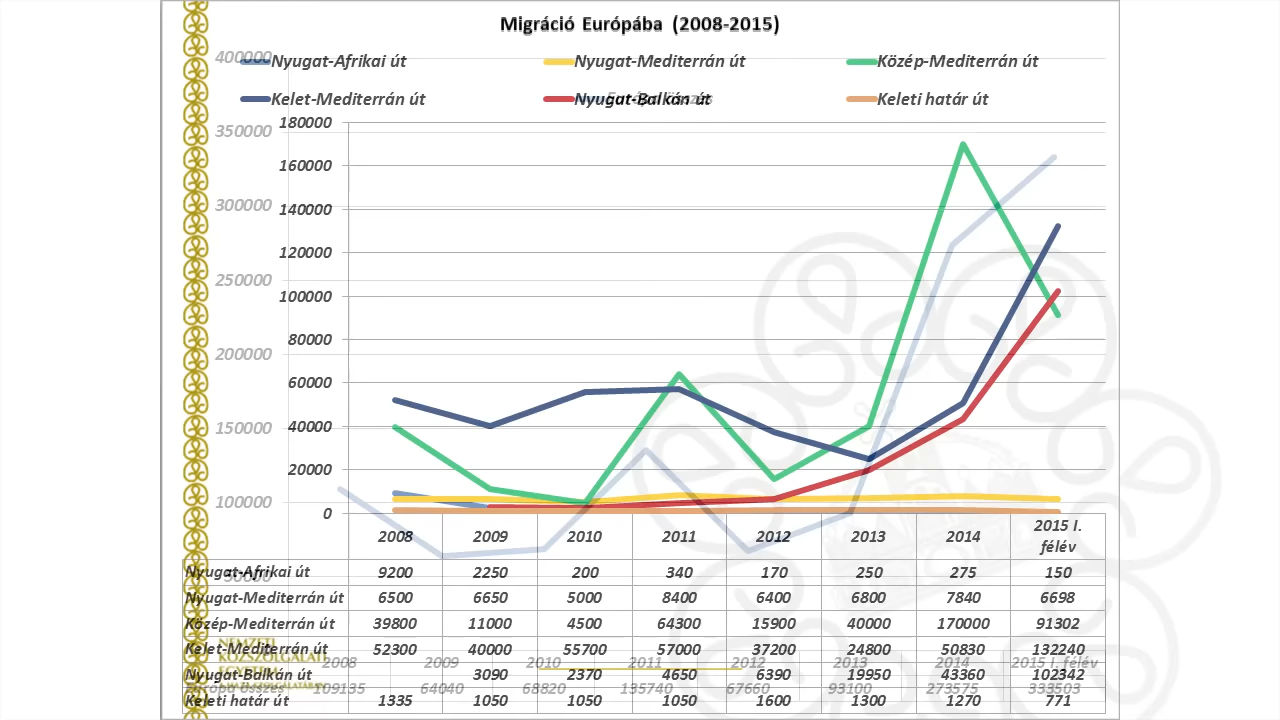 Migráció Európába (2008-2015)
Nyugat-Afrikai út Nyugat-Mediterrán út Közép-Mediterrán út
Kelet-Mediterrán út Nyugat-Balkán út Keleti határ út
400000
350000
300000
250000
200000
150000
100000
50000
180000
160000
140000
120000
100000
80000
60000
40000
20000
0
2008 2009 2010 2011 2012 2013 2014 2015 I. félév
Nyugat-Afrikai út 9200 2250 200 340 170 250 275 150
Nyugat-Mediterrán út 6500 6650 5000 8400 6400 6800 7840 6698
Közép-Mediterrán út 39800 11000 4500 64300 15900 40000 170000 91302
Kelet-Mediterrán út 52300 40000 55700 57000 37200 24800 50830 132240
Nyugat-Balkán út 3090 2370 4650 6390 19950 43360 102342
Keleti határ út 1335 1050 1050 1050 1600 1300 1270 771
NEMZETI
KÖZSZOLGÁLATI
EGYETEM
2008 2009 2010 2011 2012 2013 2014 2015 I. félév
összes 109135 64040 68820 135740 67660 93100 273575 333503